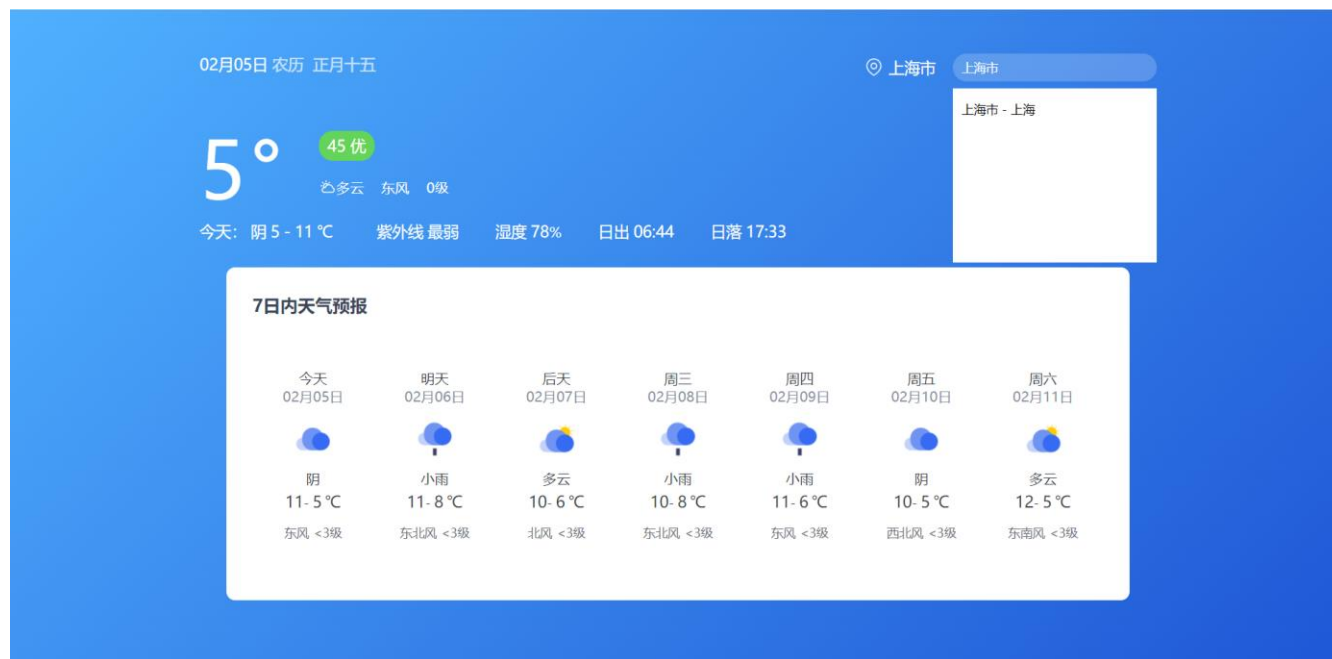 02月05日 农历 正月十五
上海市
上海市
上海市 - 上海
5°
45 优
多云 东风 0级
今天: 阴 5 - 11 ℃ 紫外线 最弱 湿度 78% 日出 06:44 日落 17:33
7日内天气预报
今天 明天 后天 周三 周四 周五 周六
02月05日 02月06日 02月07日 02月08日 02月09日 02月10日 02月11日
阴 小雨 多云 小雨 小雨 阴 多云
11- 5 ℃ 11- 8 ℃ 10- 6 ℃ 10- 8 ℃ 11- 6 ℃ 10- 5 ℃ 12- 5 ℃
东风 <3级 东北风 <3级 北风 <3级 东北风 <3级 东风 <3级 西北风 <3级 东南风 <3级